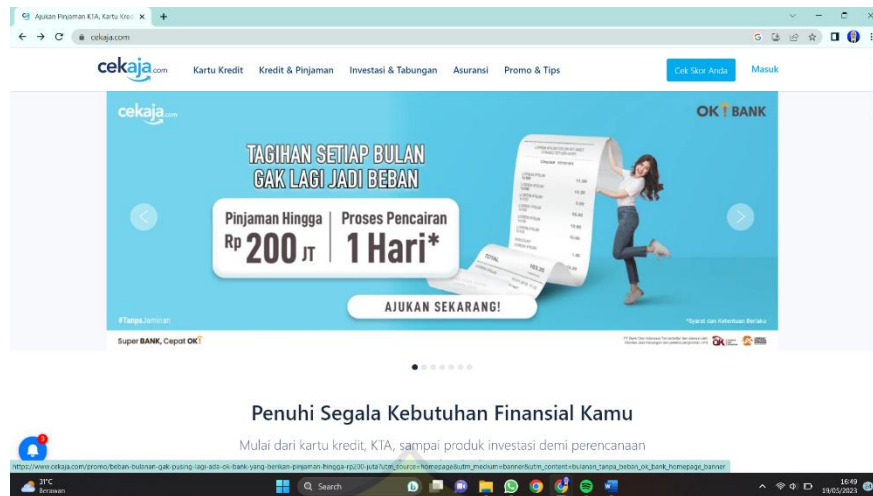 Ajukan Pinjaman KTA, Kartu Kred
cekaja.com
cekaja.com
Kartu Kredit Kredit & Pinjaman Investasi & Tabungan Asuransi Promo & Tips Cek Skor Anda Masuk
cekaja.com OK! BANK
TAGIHAN SETIAP BULAN
GAK LAGI JADI BEBAN
Pinjaman Hingga
Rp 200 JT
Proses Pencairan
1 Hari*
TOTAL 103.20
AJUKAN SEKARANG!
#TanpaJaminan *Syarat dan Ketentuan Berlaku
Super BANK, Cepat OK!
Penuhi Segala Kebutuhan Finansial Kamu
Mulai dari kartu kredit, KTA, sampai produk investasi demi perencanaan
https://www.cekaja.com/promo/beban-bulanan-gak-pusing-lagi-ada-ok-bank-yang-berikan-pinjaman-hingga-rp200-juta?utm_source=homepage&utm_medium=banner&utm_content=bulanan_tanpa_beban_ok_bank_homepage_banner
31°C
Berawan
Search
16:49
19/05/2023